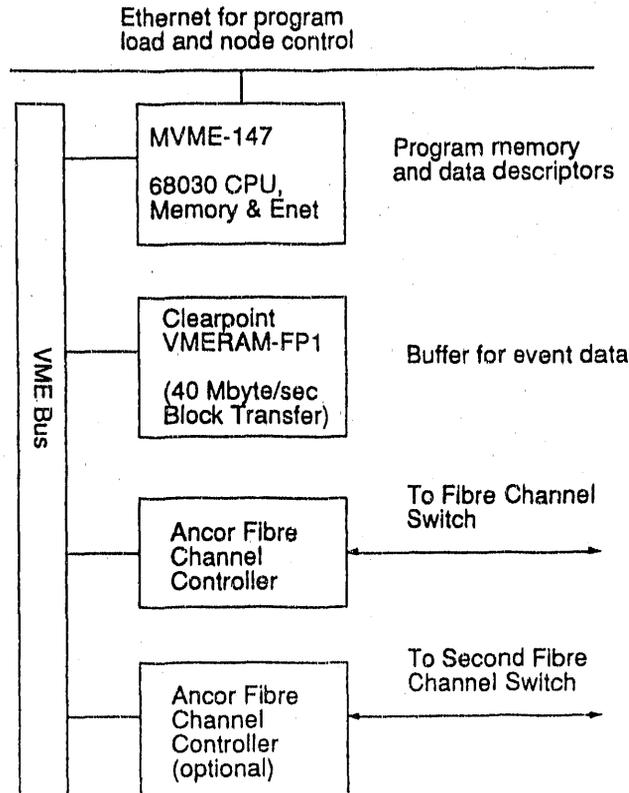 Ethernet for program
load and node control
MVME-147
68030 CPU,
Memory & Enet
Program memory
and data descriptors
VME Bus
Clearpoint
VMERAM-FP1
(40 Mbyte/sec
Block Transfer)
Buffer for event data
Ancor Fibre
Channel
Controller
To Fibre Channel
Switch
Ancor Fibre
Channel
Controller
(optional)
To Second Fibre
Channel Switch